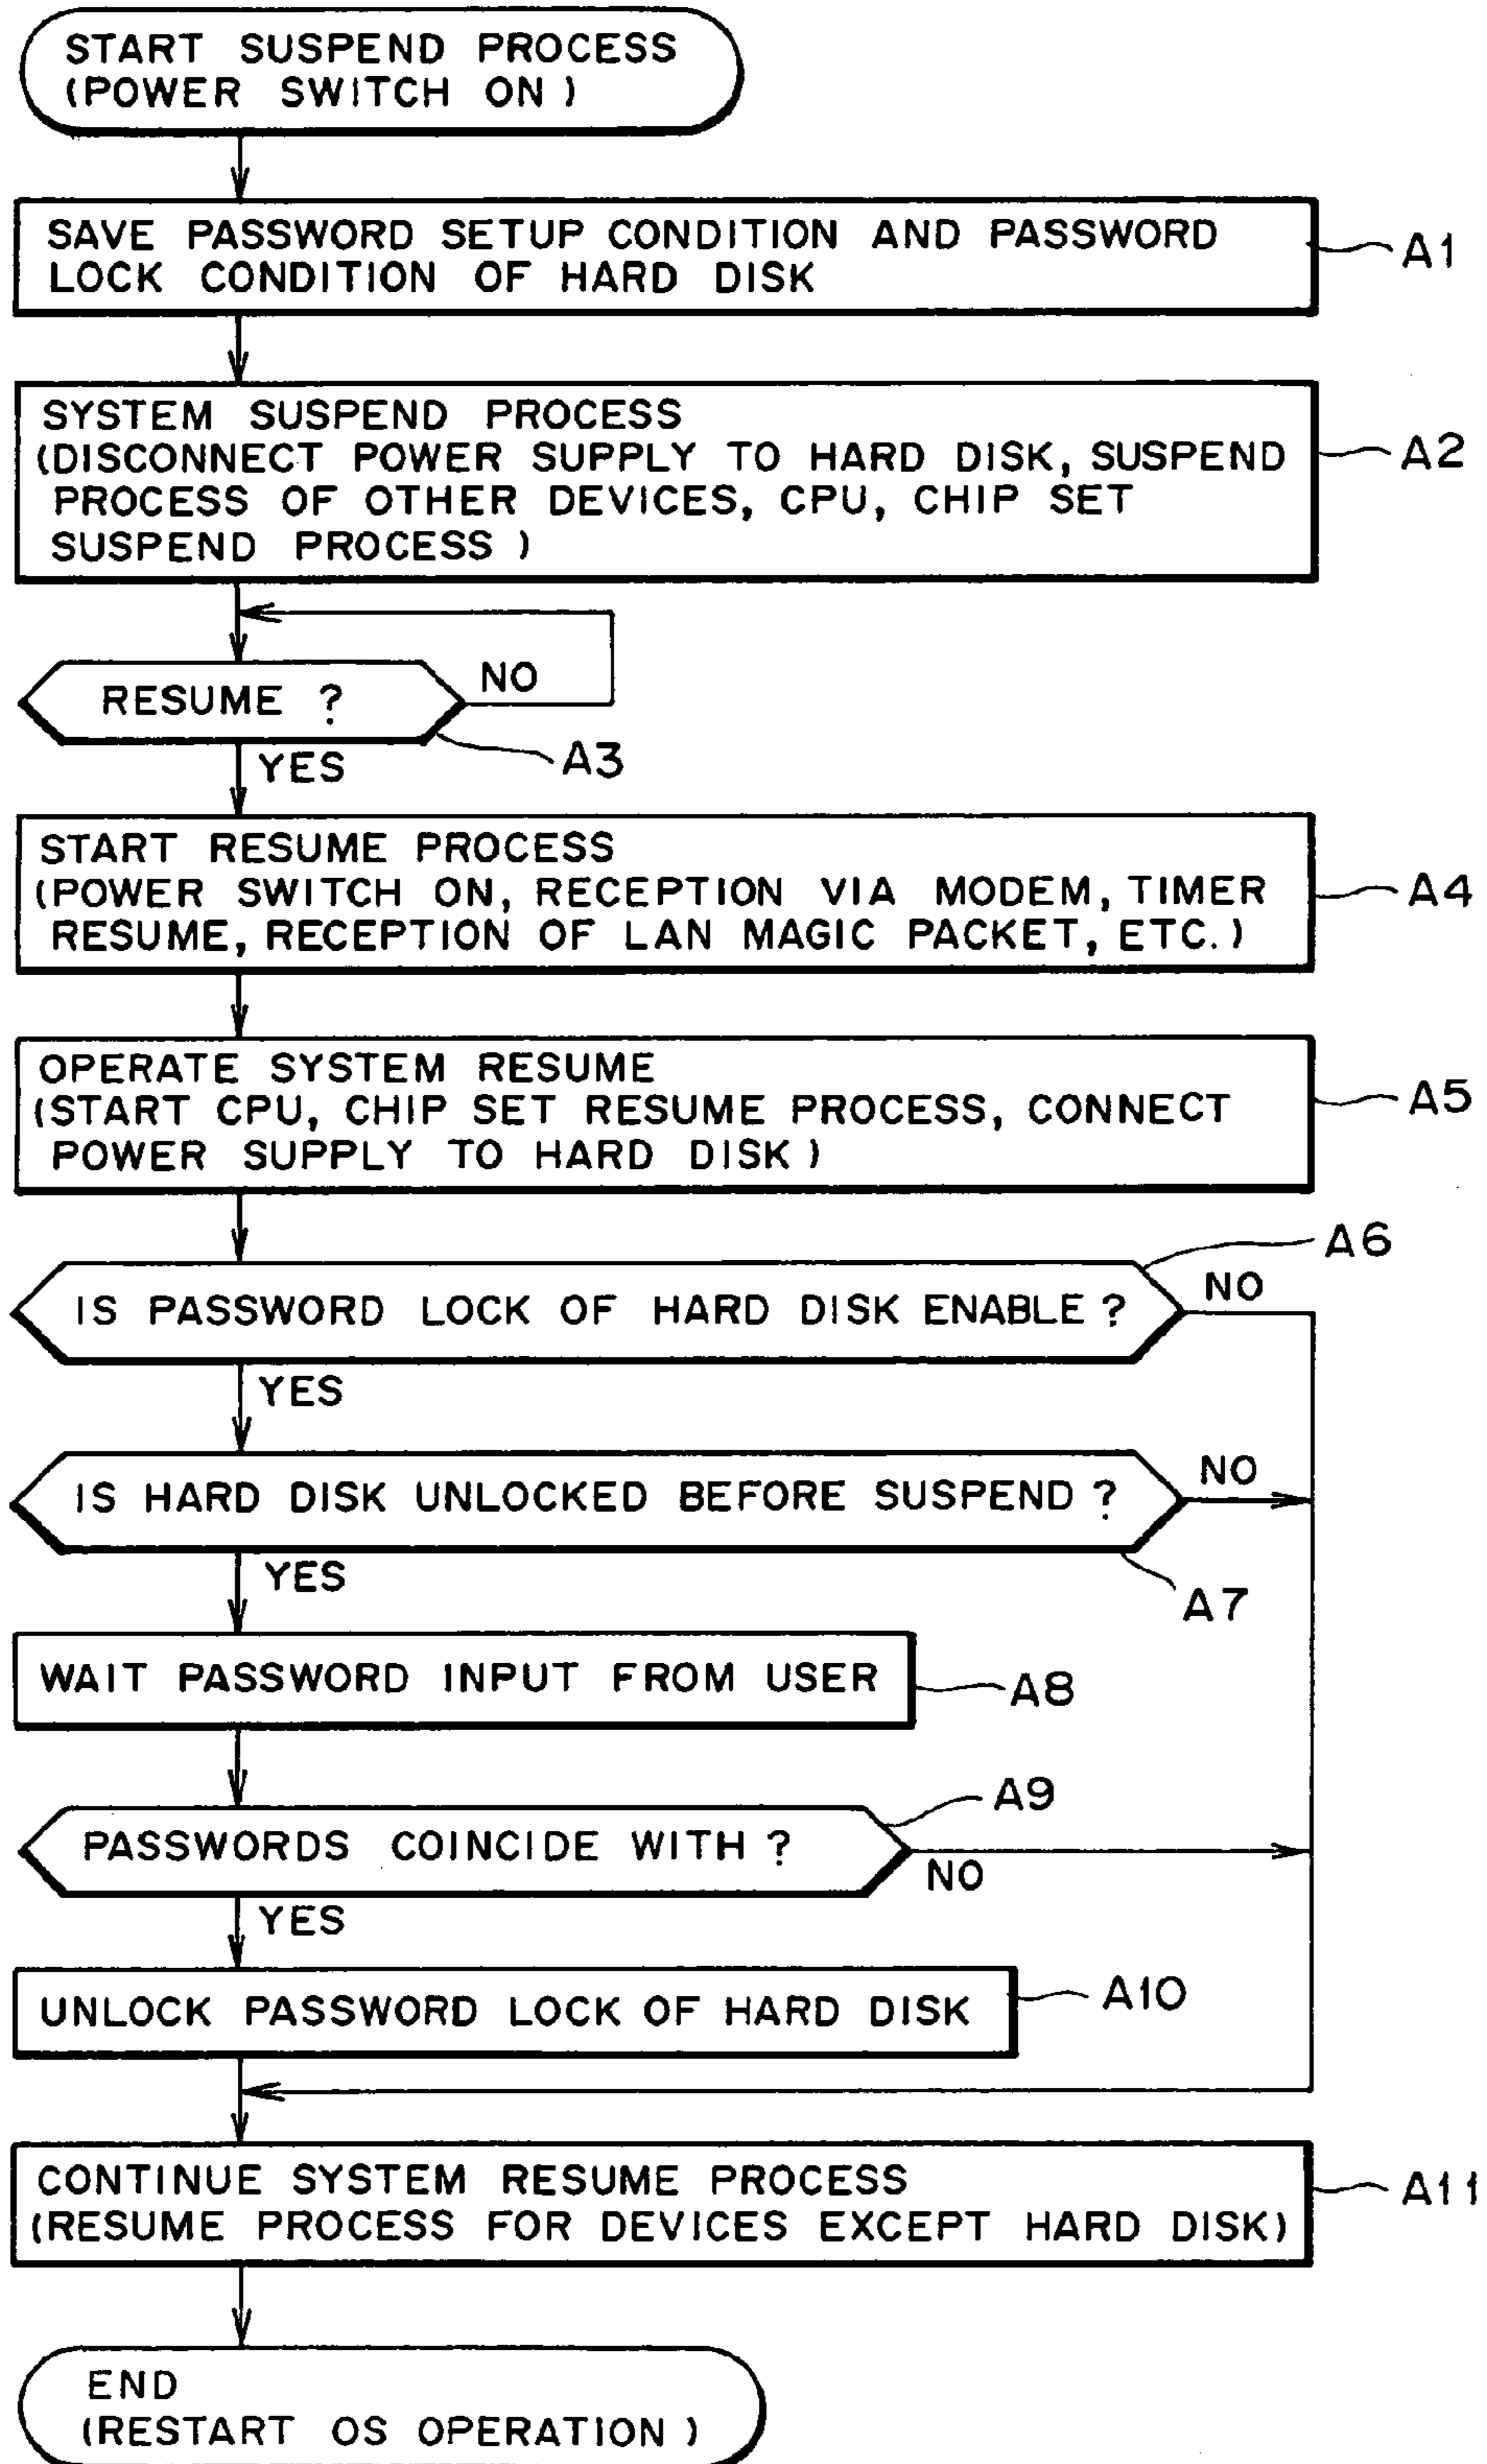 START SUSPEND PROCESS
(POWER SWITCH ON)
SAVE PASSWORD SETUP CONDITION AND PASSWORD
LOCK CONDITION OF HARD DISK
A1
SYSTEM SUSPEND PROCESS
(DISCONNECT POWER SUPPLY TO HARD DISK, SUSPEND
PROCESS OF OTHER DEVICES, CPU, CHIP SET
SUSPEND PROCESS)
A2
RESUME ?
NO
A3
YES
START RESUME PROCESS
(POWER SWITCH ON, RECEPTION VIA MODEM, TIMER
RESUME, RECEPTION OF LAN MAGIC PACKET, ETC.)
A4
OPERATE SYSTEM RESUME
(START CPU, CHIP SET RESUME PROCESS, CONNECT
POWER SUPPLY TO HARD DISK)
A5
A6
IS PASSWORD LOCK OF HARD DISK ENABLE ?
NO
YES
IS HARD DISK UNLOCKED BEFORE SUSPEND ?
NO
YES
A7
WAIT PASSWORD INPUT FROM USER
A8
A9
PASSWORDS COINCIDE WITH ?
NO
YES
UNLOCK PASSWORD LOCK OF HARD DISK
A10
CONTINUE SYSTEM RESUME PROCESS
(RESUME PROCESS FOR DEVICES EXCEPT HARD DISK)
A11
END
(RESTART OS OPERATION)